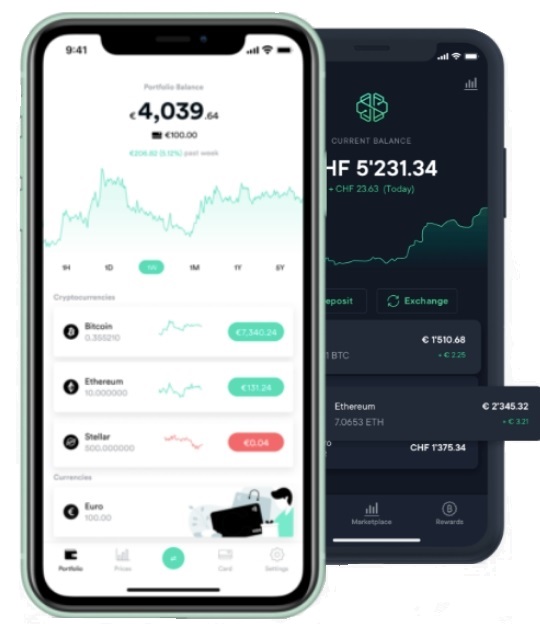 9:41
Portfolio Balance
€ 4,039.64
€100.00
€206.82 (5.12%) past week
1H 1D 1W 1M 1Y 5Y
Cryptocurrencies
Bitcoin
0.355210
€7,340.24
Ethereum
10.000000
€131.24
Stellar
500.000000
€0.04
Currencies
Euro
100.00
Portfolio Prices Card Settings
CURRENT BALANCE
HF 5'231.34
+ CHF 23.63 (Today)
eposit Exchange
€ 1'510.68
1 BTC + € 2.25
Ethereum € 2'345.32
7.0653 ETH + € 3.21
CHF 1'375.34
Marketplace Rewards